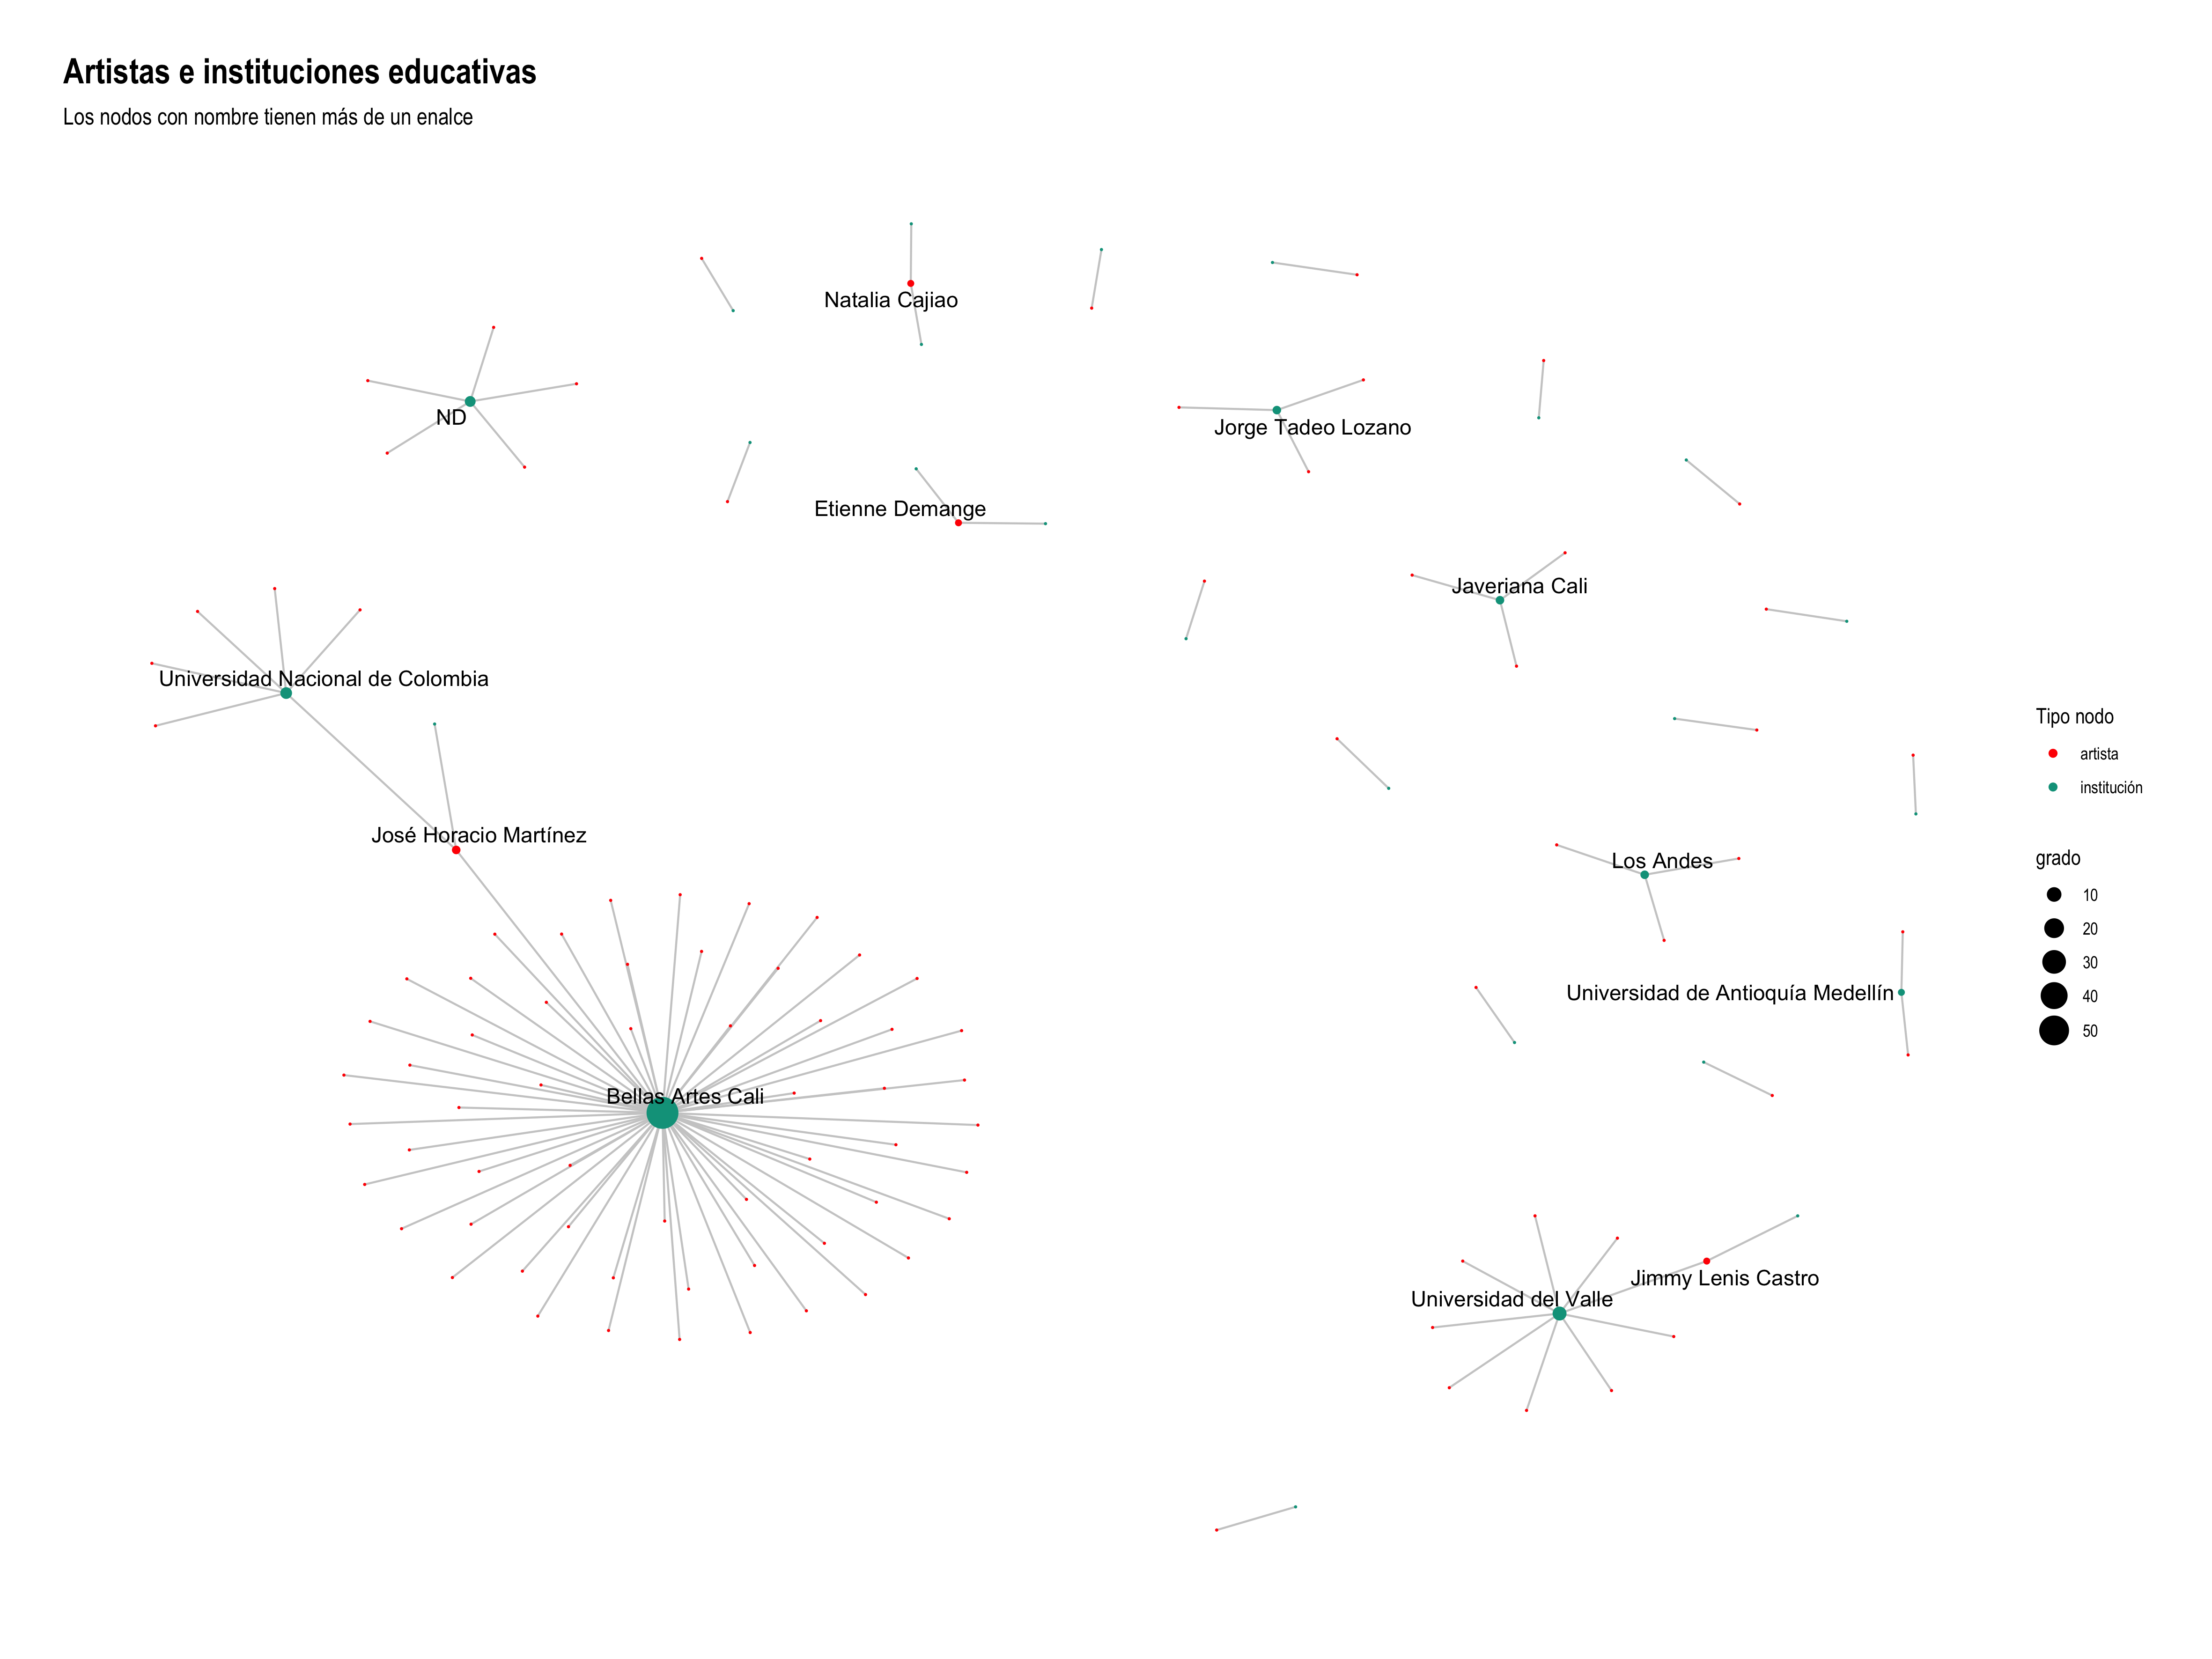 Artistas e instituciones educativas
Los nodos con nombre tienen más de un enalce
Natalia Cajiao
ND
Jorge Tadeo Lozano
Etienne Demange
Javeriana Cali
Universidad Nacional de Colombia
José Horacio Martínez
Los Andes
Universidad de Antioquía Medellín
Bellas Artes Cali
Jimmy Lenis Castro
Universidad del Valle
Tipo nodo
artista
institución
grado
10
20
30
40
50